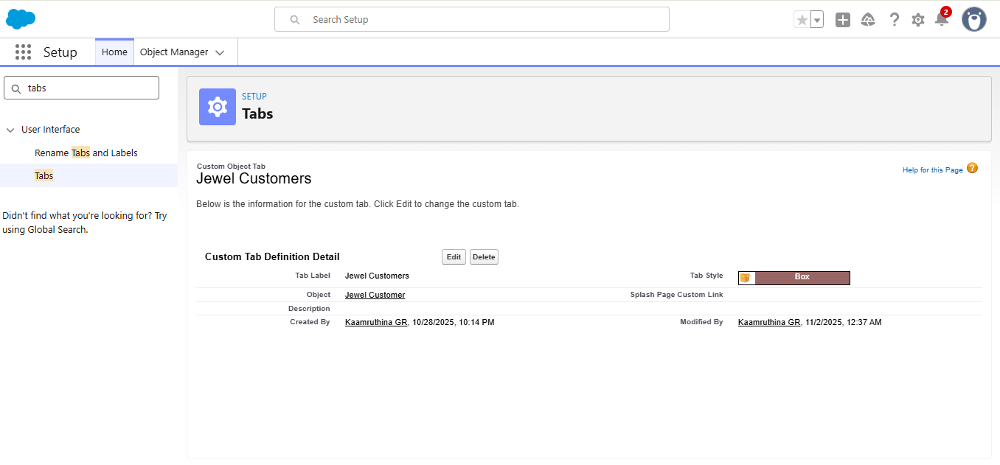 Search Setup
2
Setup
Home
Object Manager
tabs
User Interface
Rename Tabs and Labels
Tabs
Didn't find what you're looking for? Try
using Global Search.
SETUP
Tabs
Custom Object Tab
Jewel Customers
Help for this Page ?
Below is the information for the custom tab. Click Edit to change the custom tab.
Custom Tab Definition Detail
Edit
Delete
Tab Label Jewel Customers Tab Style Box
Object Jewel Customer Splash Page Custom Link
Description
Created By Kaamruthina GR, 10/28/2025, 10:14 PM Modified By Kaamruthina GR, 11/2/2025, 12:37 AM